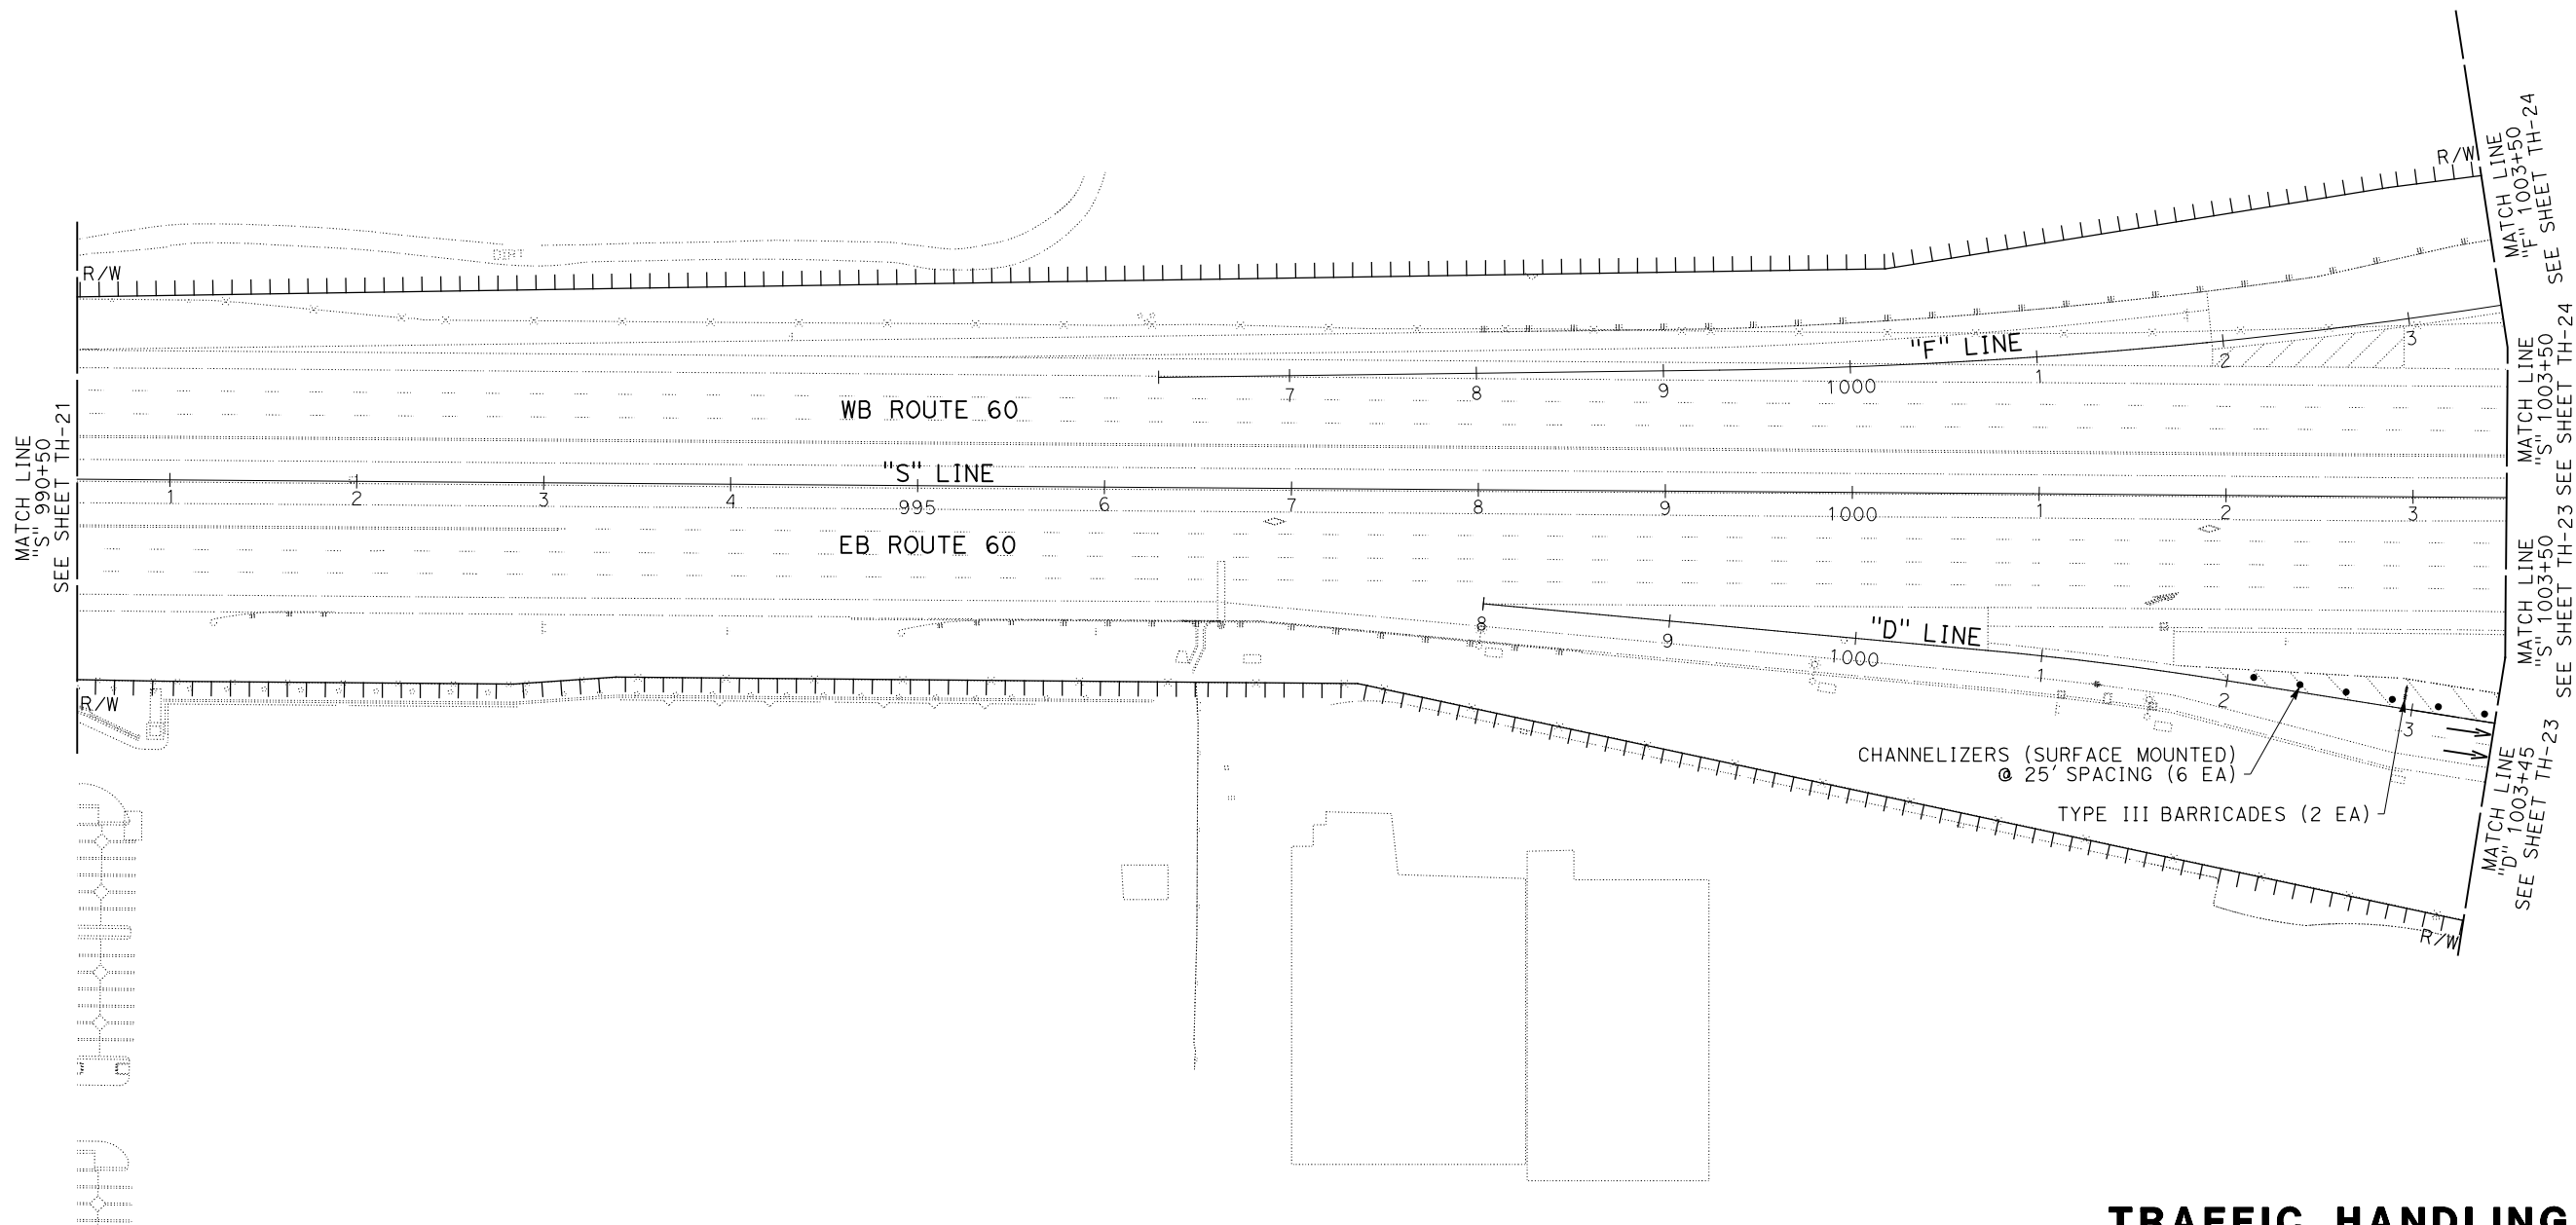 R/W
MATCH LINE
"F" 1003+50
SEE SHEET TH-24
R/W
"F" LINE
7 8 9 1000 1 2 3
WB ROUTE 60
MATCH LINE
"S" 1003+50
SEE SHEET TH-24
MATCH LINE
"S" 990+50
SEE SHEET TH-21
"S" LINE
1 2 3 4 995 6 7 8 9 1000 1 2 3
EB ROUTE 60
MATCH LINE
"S" 1003+50
SEE SHEET TH-23
"D" LINE
8 9 1000 1 2 3
R/W
CHANNELIZERS (SURFACE MOUNTED)
@ 25' SPACING (6 EA)
TYPE III BARRICADES (2 EA)
MATCH LINE
"D" 1003+45
SEE SHEET TH-23
R/W
TRAFFIC HANDLING